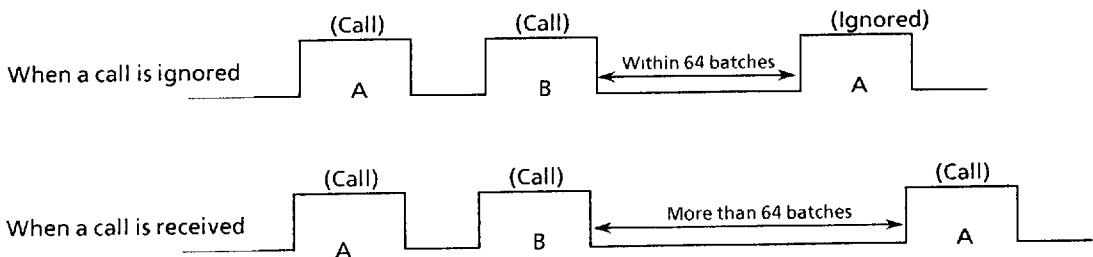 (Call) (Call) (Ignored)
When a call is ignored Within 64 batches
A B A
(Call) (Call) (Call)
When a call is received More than 64 batches
A B A